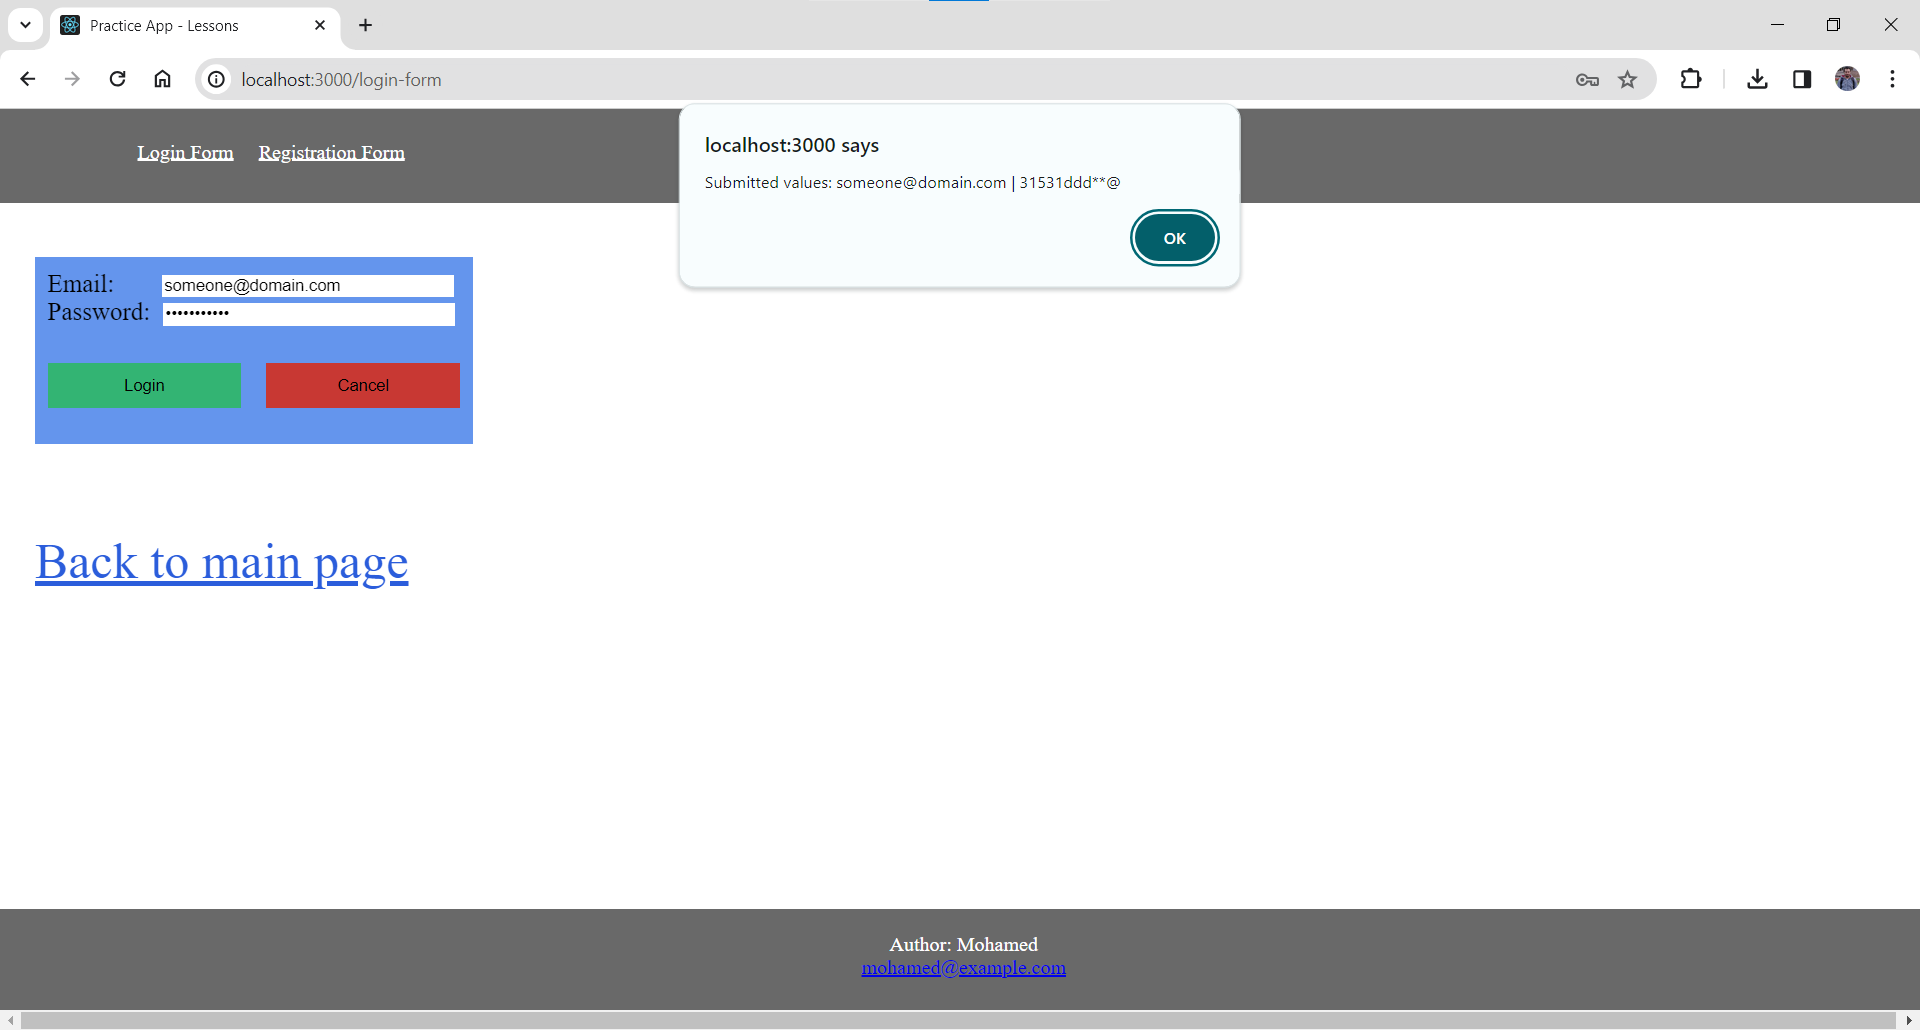 Practice App - Lessons
localhost:3000/login-form
Login Form Registration Form
localhost:3000 says
Submitted values: someone@domain.com | 31531ddd**@
OK
Email: someone@domain.com
Password: •••••••••••
Login Cancel
Back to main page
Author: Mohamed
mohamed@example.com